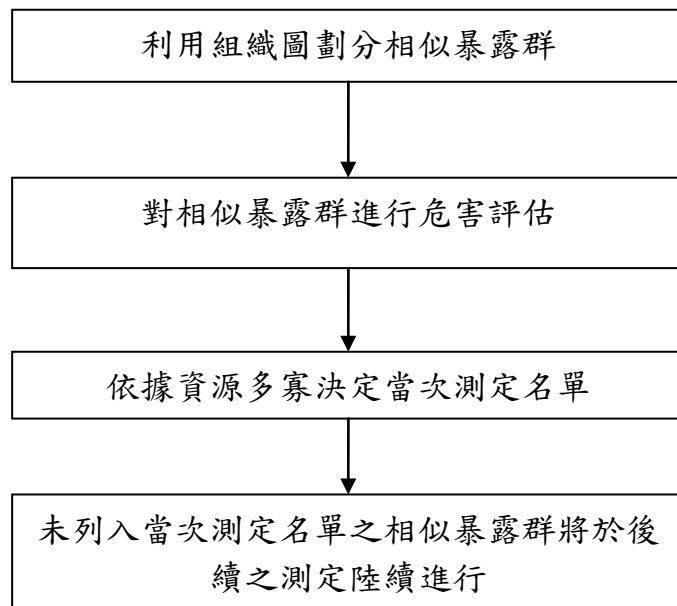 利用組織圖劃分相似暴露群
對相似暴露群進行危害評估
依據資源多寡決定當次測定名單
未列入當次測定名單之相似暴露群將於後
續之測定陸續進行